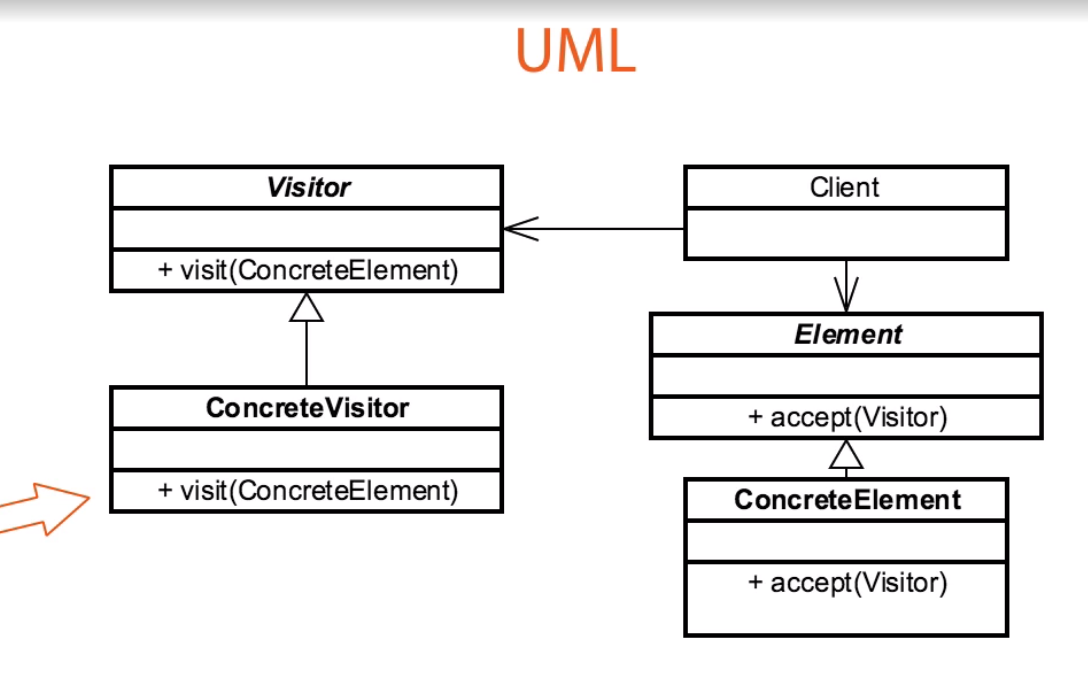 UML
Visitor
+ visit(ConcreteElement)
ConcreteVisitor
+ visit(ConcreteElement)
Client
Element
+ accept(Visitor)
ConcreteElement
+ accept(Visitor)